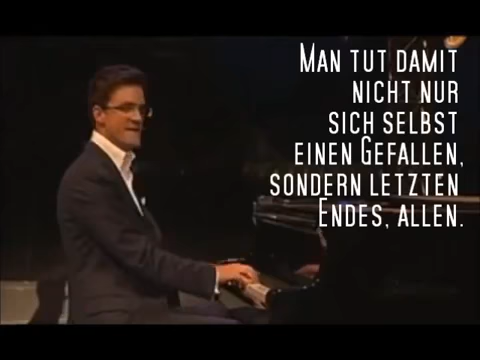 Man tut damit
nicht nur
sich selbst
einen Gefallen,
sondern letzten
Endes, allen.